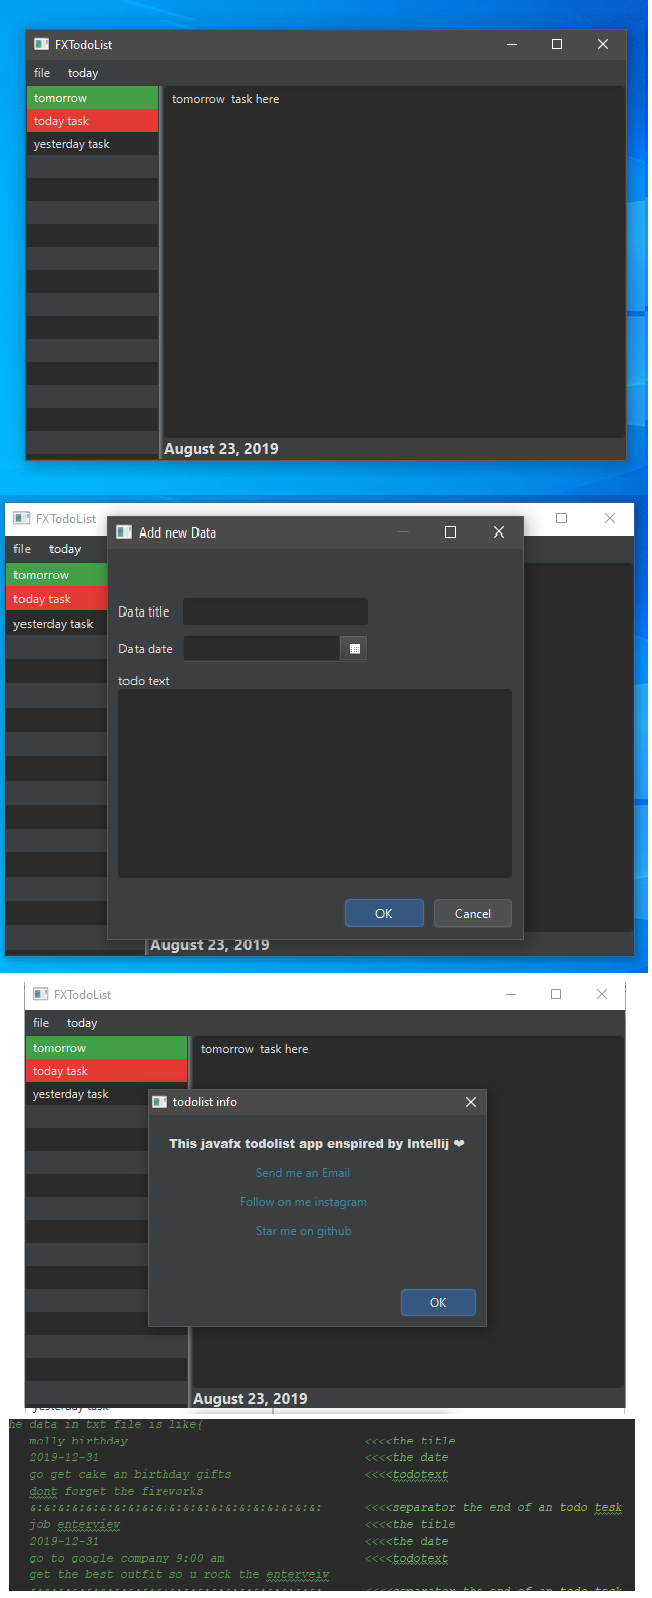 FXTodoList
file today
tomorrow
today task
yesterday task
tomorrow  task here
August 23, 2019
FXTodoList
file today
tomorrow
today task
yesterday task
Add new Data
Data title
Data date
todo text
OK Cancel
August 23, 2019
FXTodoList
file today
tomorrow
today task
yesterday task
tomorrow  task here
todolist info
This javafx todolist app enspired by Intellij ❤
Send me an Email
Follow on me instagram
Star me on github
OK
August 23, 2019
yesterday task
he data in txt file is like{
molly birthday <<<<the title
2019-12-31 <<<<the date
go get cake an birthday gifts <<<<todotext
dont forget the fireworks
&:&:&:&:&:&:&:&:&:&:&:&:&:&:&:&:&:&:&:&:&: <<<<separator the end of an todo tesk
job enterview <<<<the title
2019-12-31 <<<<the date
go to google company 9:00 am <<<<todotext
get the best outfit so u rock the enterveiw
&:&:&:&:&:&:&:&:&:&:&:&:&:&:&:&:&:&:&:&:&: <<<<separator the end of an todo task